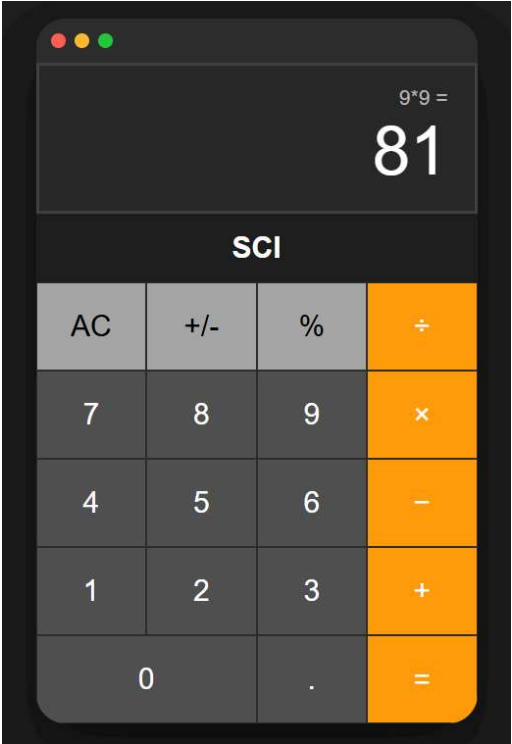 9*9 =
81
SCI
AC +/- % ÷
7 8 9 ×
4 5 6 −
1 2 3 +
0 . =